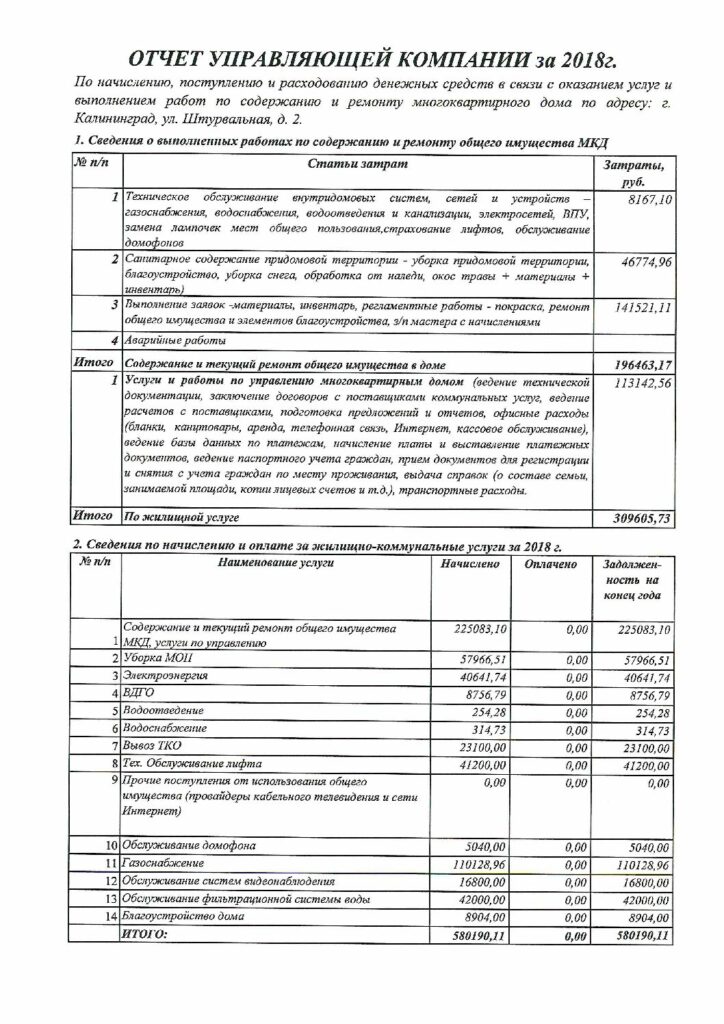 ОТЧЕТ УПРАВЛЯЮЩЕЙ КОМПАНИИ за 2018г.
По начислению, поступлению и расходованию денежных средств в связи с оказанием услуг и
выполнением работ по содержанию и ремонту многоквартирного дома по адресу: г.
Калининград, ул. Штурвальная, д. 2.
1. Сведения о выполненных работах по содержанию и ремонту общего имущества МКД
№ п/п Статьи затрат Затраты,
руб.
1 Техническое обслуживание внутридомовых систем, сетей и устройств – 8167,10
газоснабжения, водоснабжения, водоотведения и канализации, электросетей, ВПУ,
замена лампочек мест общего пользования,страхование лифтов, обслуживание
домофонов
2 Санитарное содержание придомовой территории - уборка придомовой территории, 46774,96
благоустройство, уборка снега, обработка от наледи, окос травы + материалы +
инвентарь)
3 Выполнение заявок -материалы, инвентарь, регламентные работы - покраска, ремонт 141521,11
общего имущества и элементов благоустройства, з/п мастера с начислениями
4 Аварийные работы
Итого Содержание и текущий ремонт общего имущества в доме 196463,17
1 Услуги и работы по управлению многоквартирным домом (ведение технической 113142,56
документации, заключение договоров с поставщиками коммунальных услуг, ведение
расчетов с поставщиками, подготовка предложений и отчетов, офисные расходы
(бланки, канцтовары, аренда, телефонная связь, Интернет, кассовое обслуживание),
ведение базы данных по платежам, начисление платы и выставление платежных
документов, ведение паспортного учета граждан, прием документов для регистрации
и снятия с учета граждан по месту проживания, выдача справок (о составе семьи,
занимаемой площади, копии лицевых счетов и т.д.), транспортные расходы.
Итого По жилищной услуге 309605,73
2. Сведения по начислению и оплате за жилищно-коммунальные услуги за 2018 г.
№ п/п Наименование услуги Начислено Оплачено Задолжен-
ность на
конец года
Содержание и текущий ремонт общего имущества 225083,10 0,00 225083,10
1 МКД, услуги по управлению
2 Уборка МОП 57966,51 0,00 57966,51
3 Электроэнергия 40641,74 0,00 40641,74
4 ВДГО 8756,79 0,00 8756,79
5 Водоотведение 254,28 0,00 254,28
6 Водоснабжение 314,73 0,00 314,73
7 Вывоз ТКО 23100,00 0,00 23100,00
8 Тех. Обслуживание лифта 41200,00 0,00 41200,00
9 Прочие поступления от использования общего 0,00 0,00 0,00
имущества (провайдеры кабельного телевидения и сети
Интернет)
10 Обслуживание домофона 5040,00 0,00 5040,00
11 Газоснабжение 110128,96 0,00 110128,96
12 Обслуживание систем видеонаблюдения 16800,00 0,00 16800,00
13 Обслуживание фильтрационной системы воды 42000,00 0,00 42000,00
14 Благоустройство дома 8904,00 0,00 8904,00
ИТОГО: 580190,11 0,00 580190,11